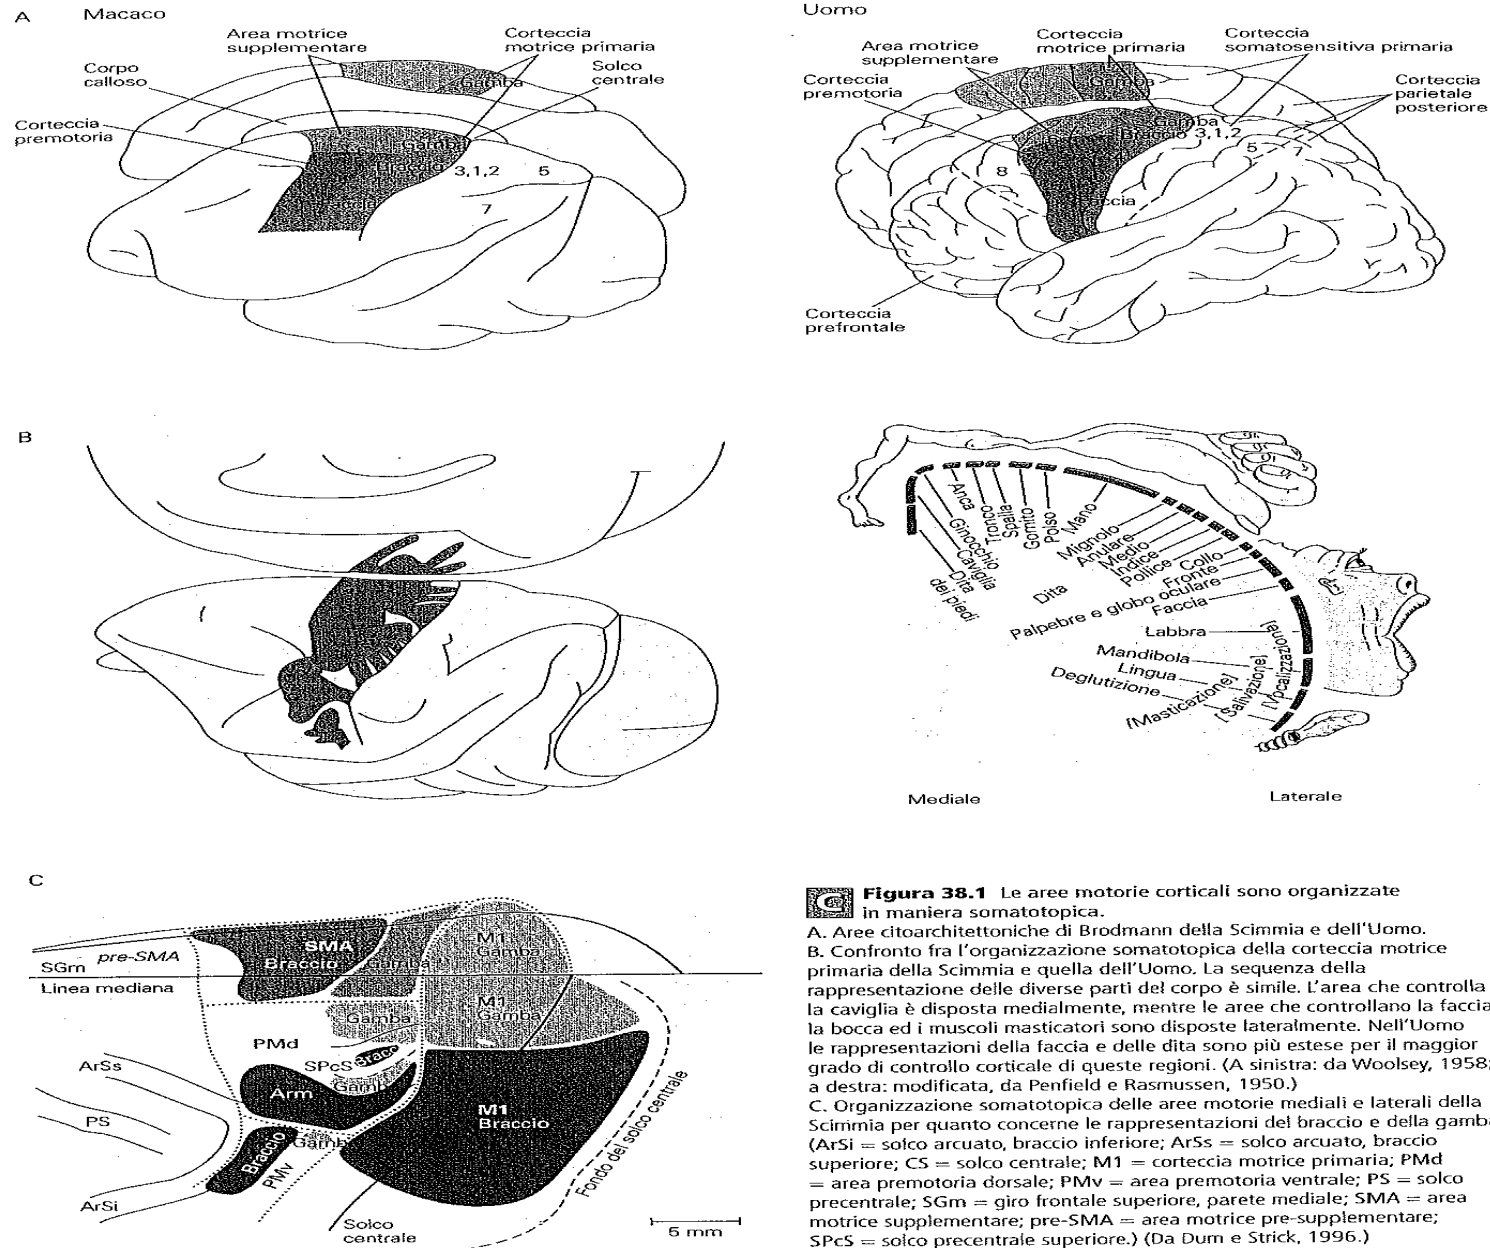 A
Macaco
Area motrice
supplementare
Corteccia
motrice primaria
Corpo
calloso
Solco
centrale
Corteccia
premotoria
Gamba
Gamba
3,1,2
5
7
Uomo
Area motrice
supplementare
Corteccia
motrice primaria
Corteccia
somatosensitiva primaria
Corteccia
premotoria
Corteccia
parietale
posteriore
Gamba
Gamba
Braccio 3,1,2
5
7
8
Corteccia
prefrontale
B
Anca
Tronco
Spalla
Gomito
Polso
Mano
Ginocchio
Caviglia
Dita
dei piedi
Mignolo
Anulare
Medio
Indice
Pollice
Dita
Collo
Fronte
Palpebre e globo oculare
Faccia
Labbra
Mandibola
Lingua
Deglutizione
[Masticazione]
[Salivazione]
[Vocalizzazione]
Mediale
Laterale
C
SMA
Braccio
Gamba
M1
Gamba
pre-SMA
SGm
Linea mediana
M1
Gamba
Gamba
PMd
SPcS
Gamba
ArSs
Arm
PS
M1
Braccio
Braccio
PMv
ArSi
Solco
centrale
Fondo del solco centrale
5 mm
Figura 38.1 Le aree motorie corticali sono organizzate
in maniera somatotopica.
A. Aree citoarchitettoniche di Brodmann della Scimmia e dell'Uomo.
B. Confronto fra l'organizzazione somatotopica della corteccia motrice
primaria della Scimmia e quella dell'Uomo. La sequenza della
rappresentazione delle diverse parti del corpo è simile. L'area che controlla
la caviglia è disposta medialmente, mentre le aree che controllano la faccia
la bocca ed i muscoli masticatori sono disposte lateralmente. Nell'Uomo
le rappresentazioni della faccia e delle dita sono più estese per il maggior
grado di controllo corticale di queste regioni. (A sinistra: da Woolsey, 1958;
a destra: modificata, da Penfield e Rasmussen, 1950.)
C. Organizzazione somatotopica delle aree motorie mediali e laterali della
Scimmia per quanto concerne le rappresentazioni del braccio e della gamba
(ArSi = solco arcuato, braccio inferiore; ArSs = solco arcuato, braccio
superiore; CS = solco centrale; M1 = corteccia motrice primaria; PMd
= area premotoria dorsale; PMv = area premotoria ventrale; PS = solco
precentrale; SGm = giro frontale superiore, parete mediale; SMA = area
motrice supplementare; pre-SMA = area motrice pre-supplementare;
SPcS = solco precentrale superiore.) (Da Dum e Strick, 1996.)